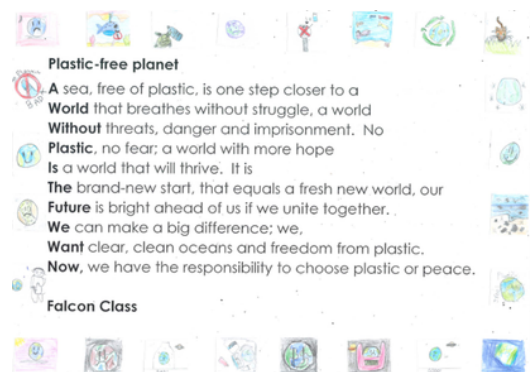 Plastic-free planet
A sea, free of plastic, is one step closer to a
World that breathes without struggle, a world
Without threats, danger and imprisonment. No
Plastic, no fear; a world with more hope
Is a world that will thrive. It is
The brand-new start, that equals a fresh new world, our
Future is bright ahead of us if we unite together.
We can make a big difference; we,
Want clear, clean oceans and freedom from plastic.
Now, we have the responsibility to choose plastic or peace.
Falcon Class